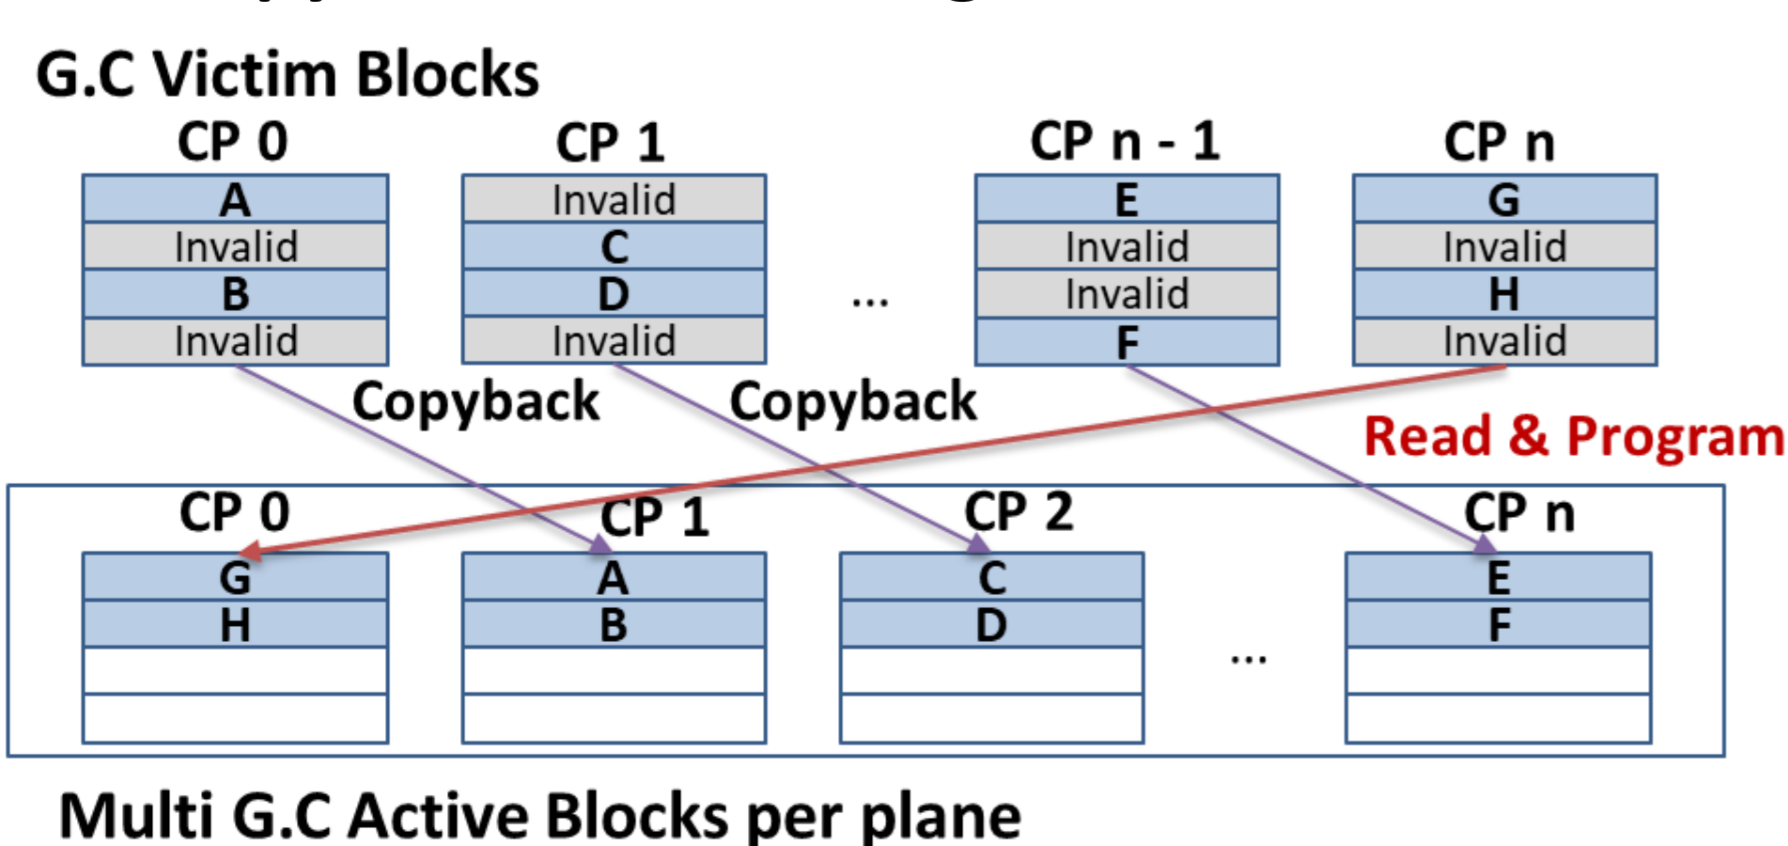 G.C Victim Blocks
CP 0 CP 1 CP n - 1 CP n
A Invalid E G
Invalid C Invalid Invalid
B D ... Invalid H
Invalid Invalid F Invalid
Copyback Copyback
Read & Program
CP 0 CP 1 CP 2 CP n
G A C E
H B D F
...
Multi G.C Active Blocks per plane